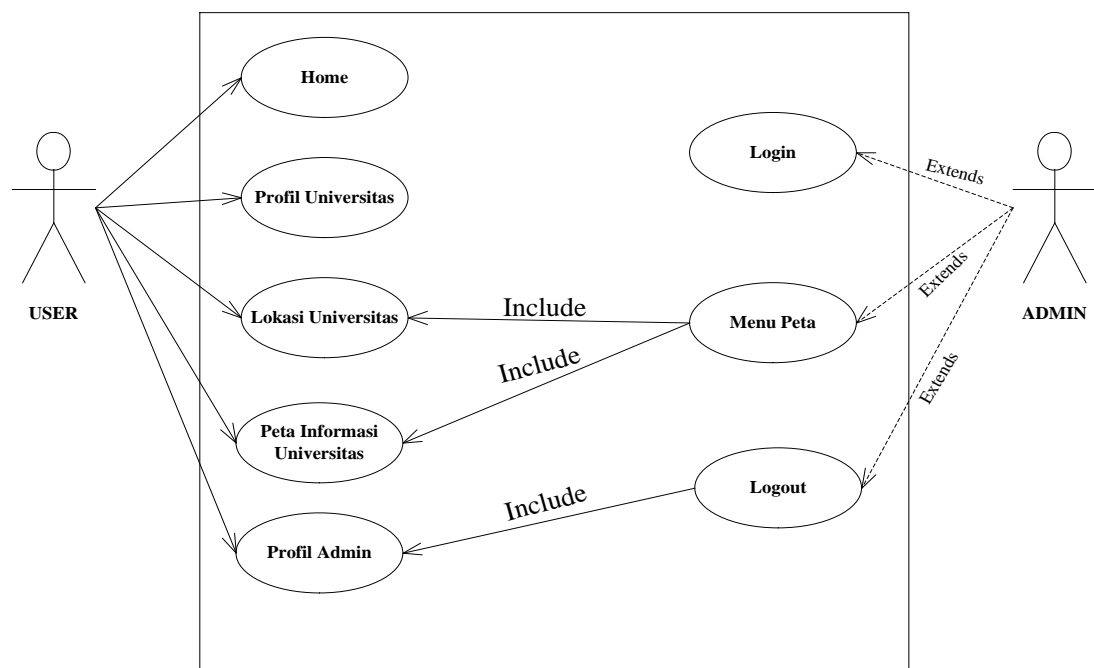 Home
Login
Extends
Profil Universitas
USER
Lokasi Universitas
Include
Menu Peta
Extends
ADMIN
Include
Extends
Peta Informasi
Universitas
Include
Logout
Profil Admin